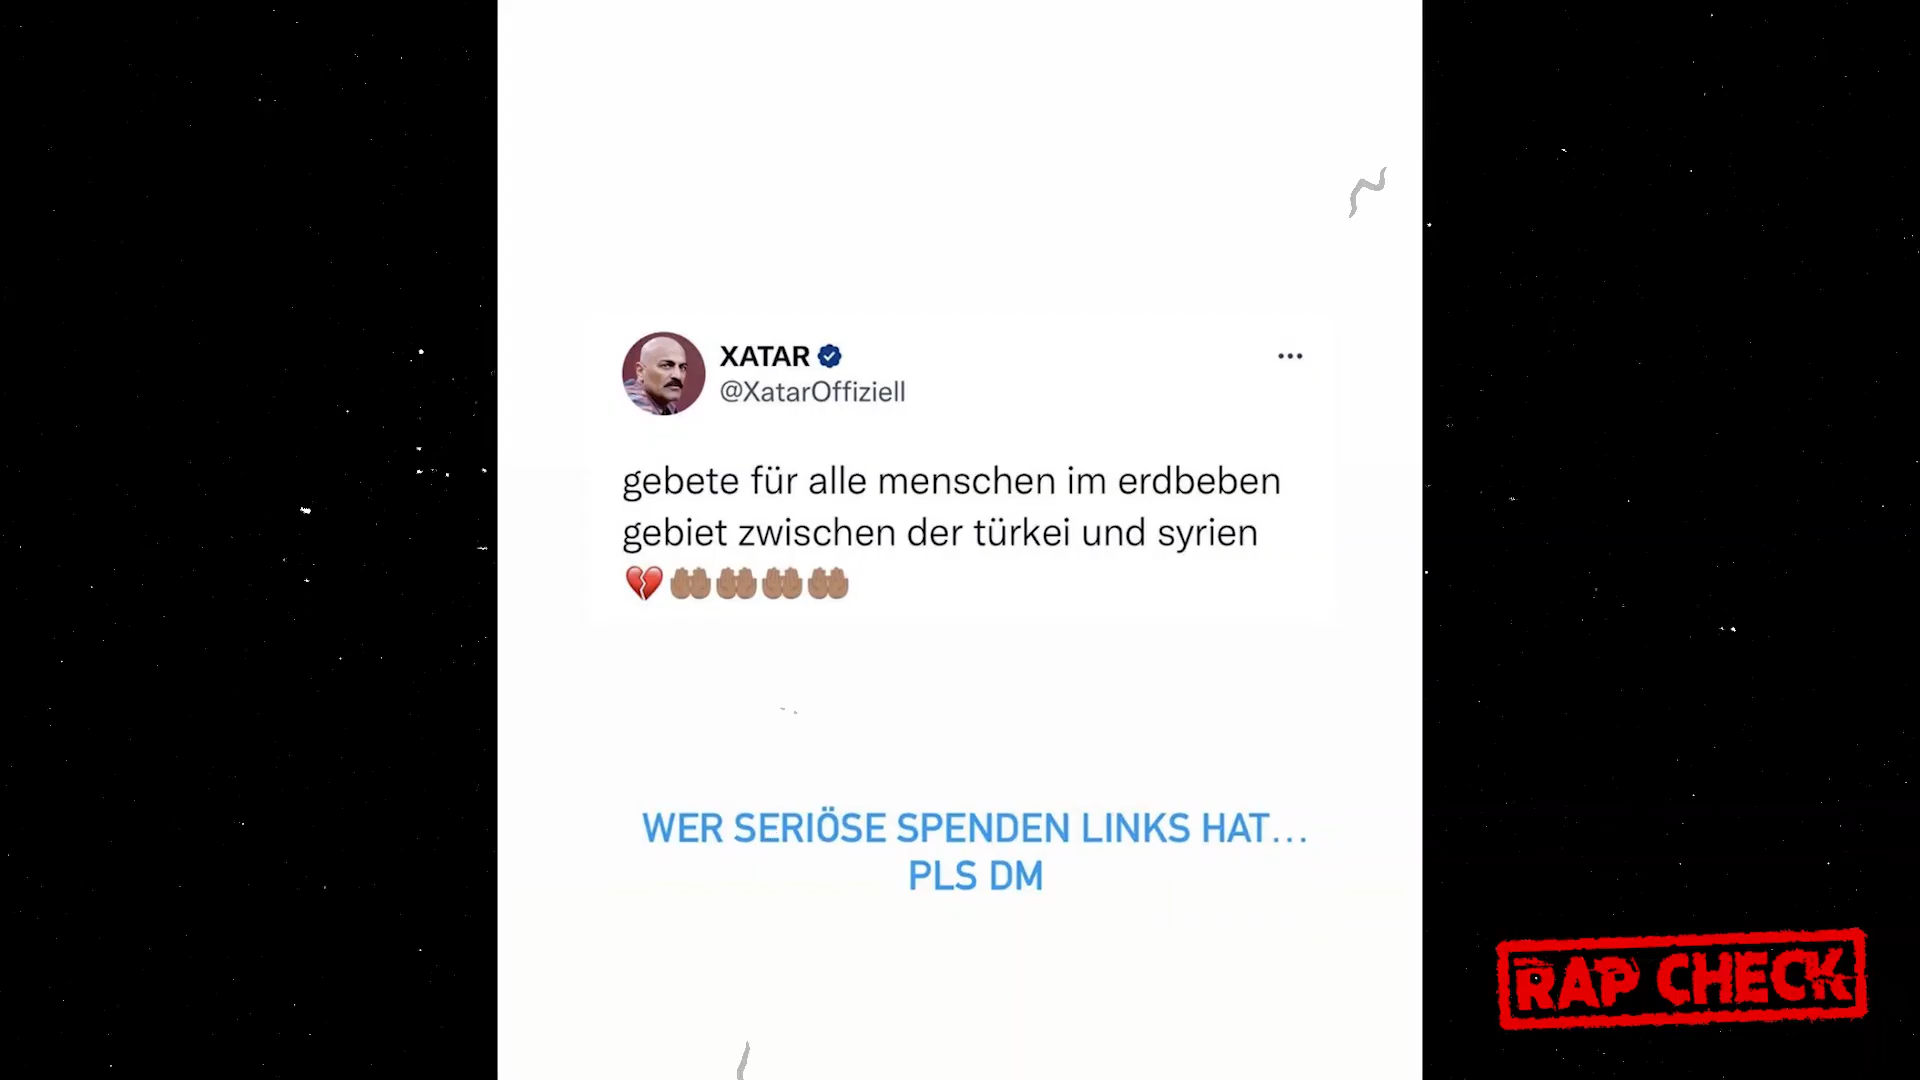 XATAR
@XatarOffiziell
gebete für alle menschen im erdbeben
gebiet zwischen der türkei und syrien
💔🤲🏽🤲🏽🤲🏽🤲🏽
WER SERIÖSE SPENDEN LINKS HAT...
PLS DM
RAP CHECK